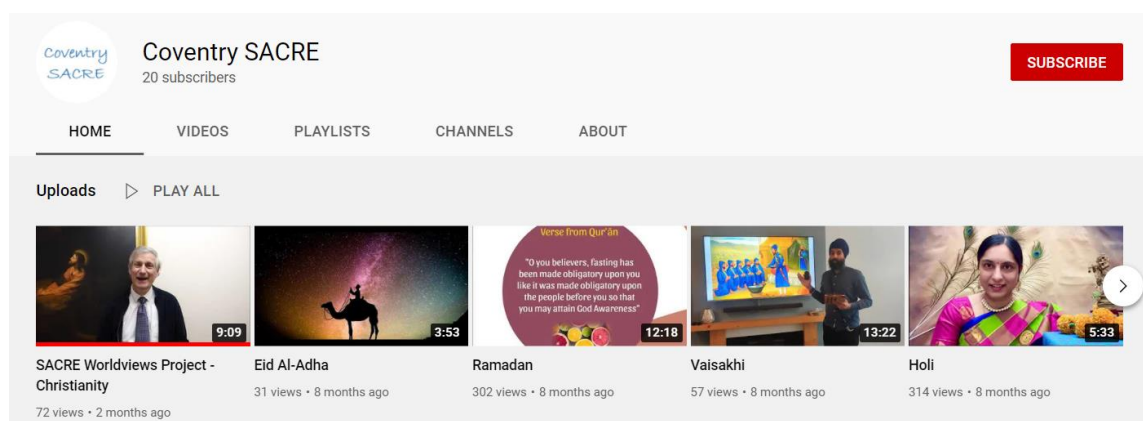 Coventry
SACRE
Coventry SACRE
20 subscribers
SUBSCRIBE
HOME VIDEOS PLAYLISTS CHANNELS ABOUT
Uploads PLAY ALL
9:09
3:53
Verse from Qur'ân
"O you believers, fasting has
been made obligatory upon you
like it was made obligatory upon
the people before you so that
you may attain God Awareness"
12:18
13:22
5:33
SACRE Worldviews Project -
Christianity
72 views • 2 months ago
Eid Al-Adha
31 views • 8 months ago
Ramadan
302 views • 8 months ago
Vaisakhi
57 views • 8 months ago
Holi
314 views • 8 months ago